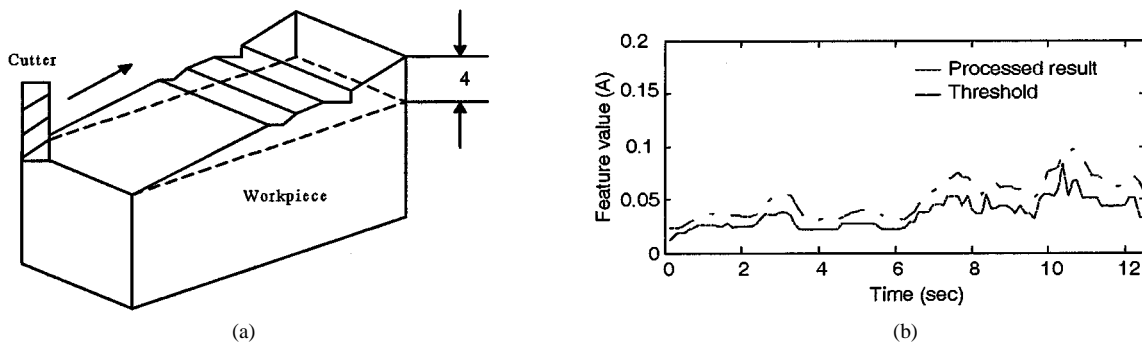 Cutter
4
Workpiece
(a)
0.2
0.15
0.1
0.05
0
Feature value (A)
Processed result
Threshold
0 2 4 6 8 10 12
Time (sec)
(b)